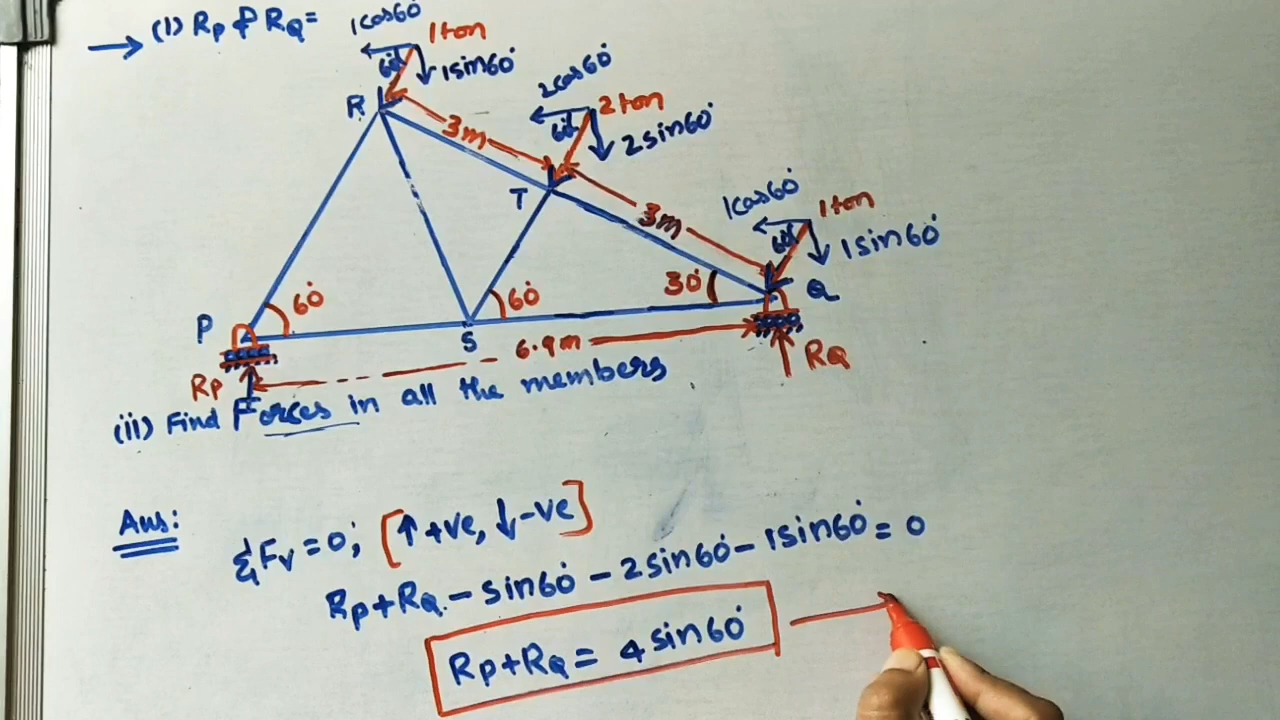 (i) Rp & RQ =
1cos60°
1ton
60°
1sin60°
R
3m
2cos60°
2ton
60°
2sin60°
T
3m
1cos60°
1ton
60°
1sin60°
P
60°
60°
30°
Q
S
6.9m
Rp
RQ
(ii) Find Forces in all the members
Ans:
ΣFv = 0; [↑ +ve, ↓ -ve]
Rp + RQ - sin60° - 2sin60° - 1sin60° = 0
Rp + RQ = 4sin60°